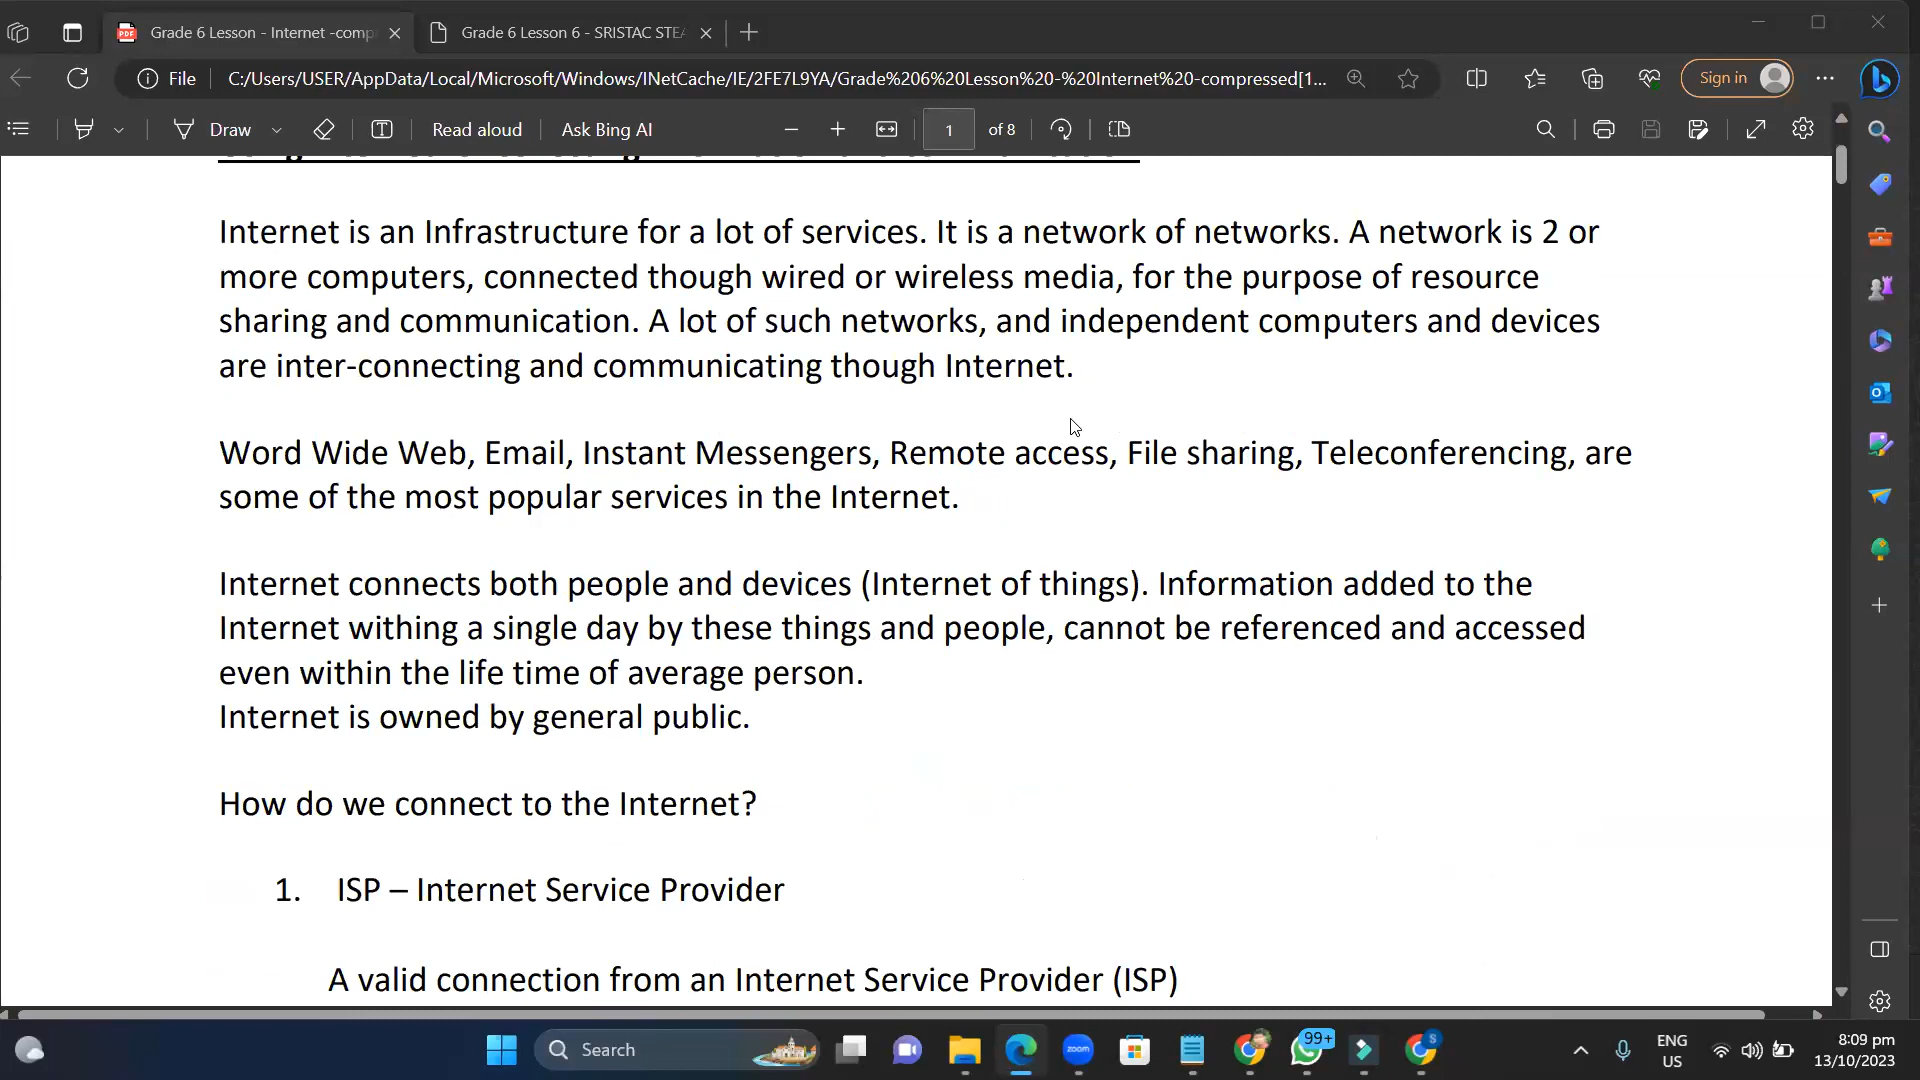 Grade 6 Lesson - Internet -comp
Grade 6 Lesson 6 - SRISTAC STEA
File
C:/Users/USER/AppData/Local/Microsoft/Windows/INetCache/IE/2FE7L9YA/Grade%206%20Lesson%20-%20Internet%20-compressed[1...
Sign in
Draw
Read aloud
Ask Bing AI
1
of 8
Internet is an Infrastructure for a lot of services. It is a network of networks. A network is 2 or
more computers, connected though wired or wireless media, for the purpose of resource
sharing and communication. A lot of such networks, and independent computers and devices
are inter-connecting and communicating though Internet.
Word Wide Web, Email, Instant Messengers, Remote access, File sharing, Teleconferencing, are
some of the most popular services in the Internet.
Internet connects both people and devices (Internet of things). Information added to the
Internet withing a single day by these things and people, cannot be referenced and accessed
even within the life time of average person.
Internet is owned by general public.
How do we connect to the Internet?
1. ISP – Internet Service Provider
A valid connection from an Internet Service Provider (ISP)
Search
zoom
99+
S
ENG
US
8:09 pm
13/10/2023